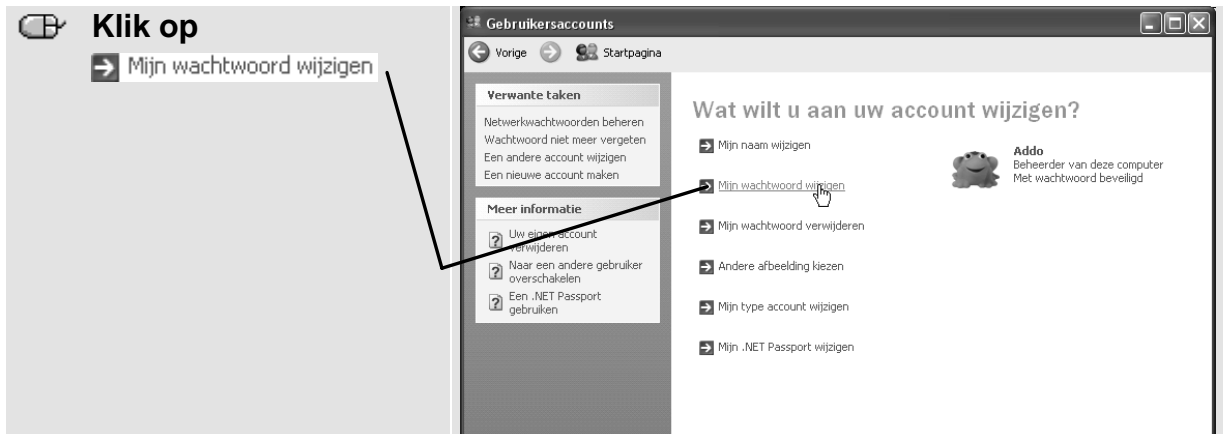 Klik op
Mijn wachtwoord wijzigen
Gebruikersaccounts
Vorige
Startpagina
Verwante taken
Netwerkwachtwoorden beheren
Wachtwoord niet meer vergeten
Een andere account wijzigen
Een nieuwe account maken
Meer informatie
Uw eigen account
verwijderen
Naar een andere gebruiker
overschakelen
Een .NET Passport
gebruiken
Wat wilt u aan uw account wijzigen?
Mijn naam wijzigen
Mijn wachtwoord wijzigen
Mijn wachtwoord verwijderen
Andere afbeelding kiezen
Mijn type account wijzigen
Mijn .NET Passport wijzigen
Addo
Beheerder van deze computer
Met wachtwoord beveiligd